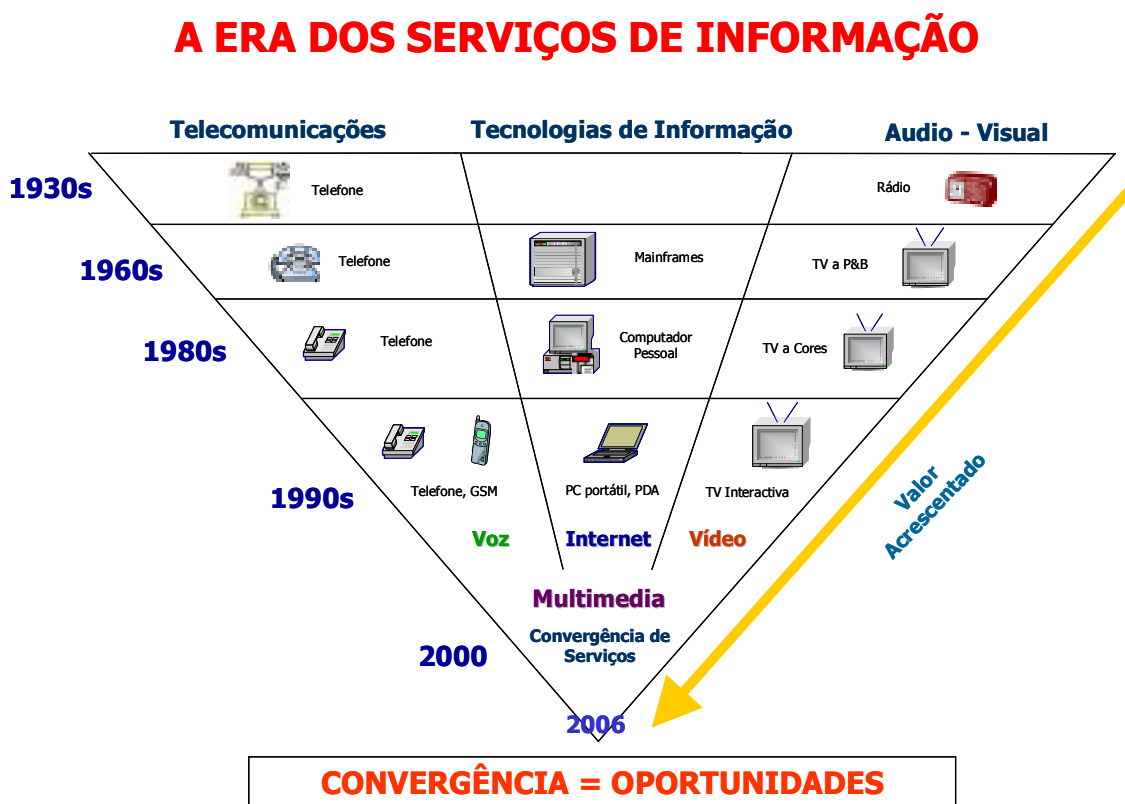 A ERA DOS SERVIÇOS DE INFORMAÇÃO
Telecomunicações
Tecnologias de Informação
Audio - Visual
1930s
Telefone
Rádio
1960s
Telefone
Mainframes
TV a P&B
1980s
Telefone
Computador
Pessoal
TV a Cores
1990s
Telefone, GSM
PC portátil, PDA
TV Interactiva
Voz
Internet
Vídeo
Valor
Acrescentado
Multimedia
2000
Convergência de
Serviços
2006
CONVERGÊNCIA = OPORTUNIDADES